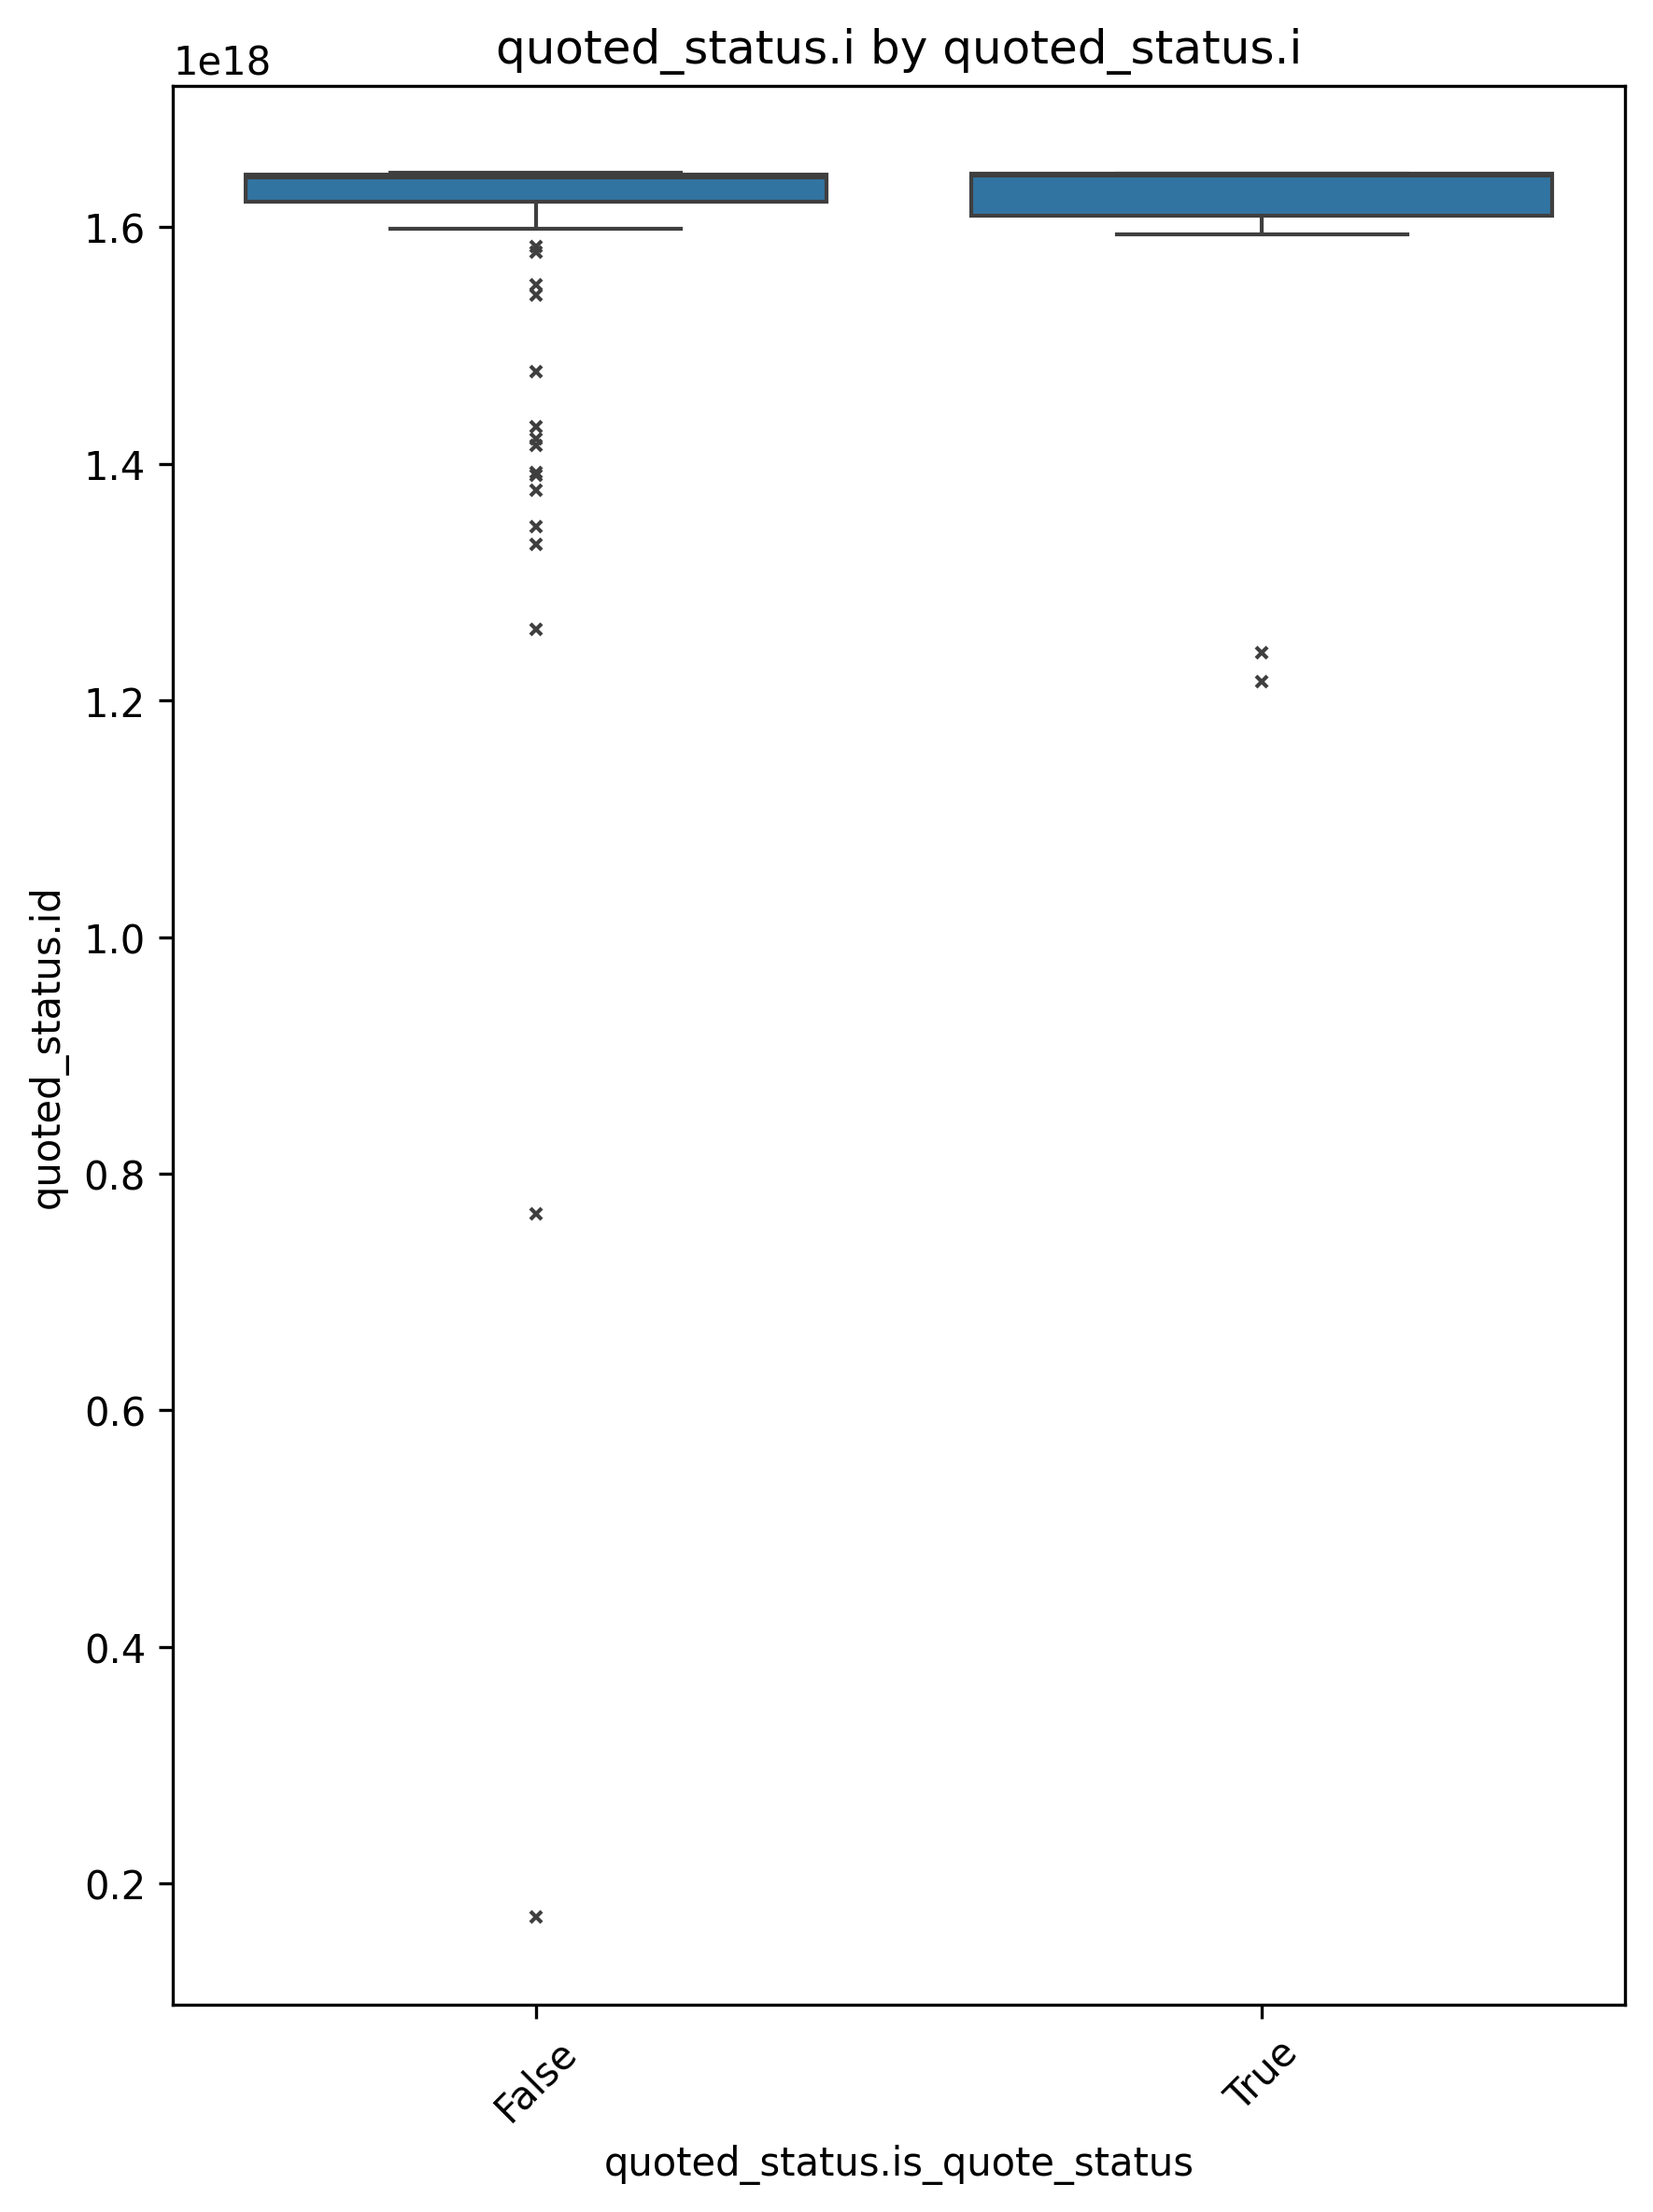 quoted_status.i by quoted_status.i
1e18
1.6
1.4
1.2
1.0
0.8
0.6
0.4
0.2
quoted_status.id
False
True
quoted_status.is_quote_status